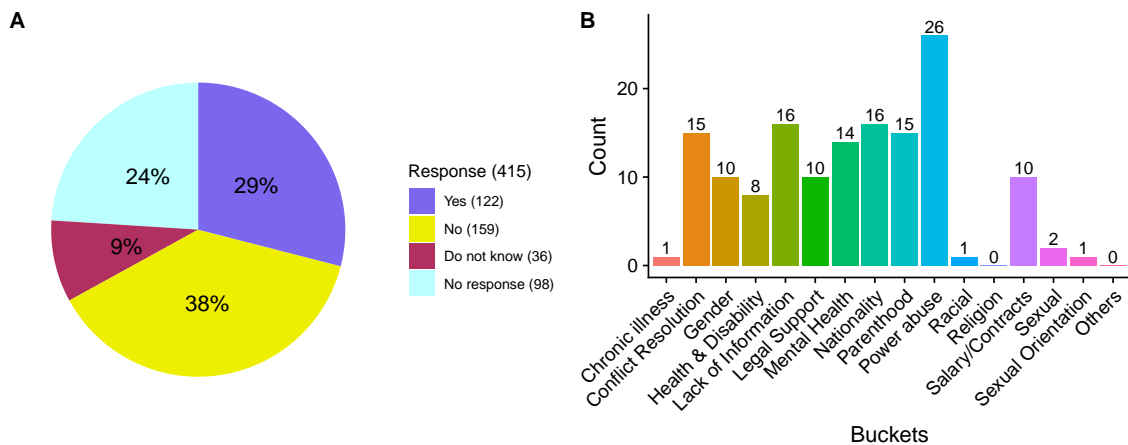 A
24%
29%
9%
38%
Response (415)
Yes (122)
No (159)
Do not know (36)
No response (98)
B
Count
20
10
0
1
15
10
8
16
10
14
16
15
26
1
0
10
2
1
0
Chronic illness
Conflict Resolution
Gender
Health & Disability
Lack of Information
Legal Support
Mental Health
Nationality
Parenthood
Power abuse
Racial
Religion
Salary/Contracts
Sexual
Sexual Orientation
Others
Buckets